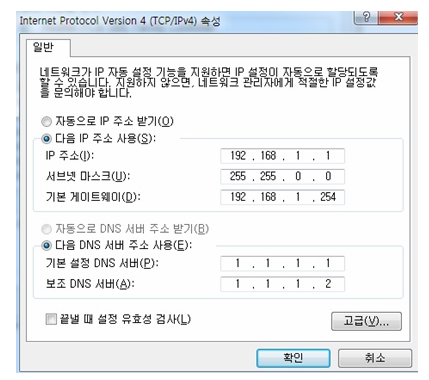 Internet Protocol Version 4 (TCP/IPv4) 속성
일반
네트워크가 IP 자동 설정 기능을 지원하면 IP 설정이 자동으로 할당되도록
할 수 있습니다. 지원하지 않으면, 네트워크 관리자에게 적절한 IP 설정값
을 문의해야 합니다.
자동으로 IP 주소 받기(O)
다음 IP 주소 사용(S):
IP 주소(I): 192 . 168 . 1 . 1
서브넷 마스크(U): 255 . 255 . 0 . 0
기본 게이트웨이(D): 192 . 168 . 1 . 254
자동으로 DNS 서버 주소 받기(B)
다음 DNS 서버 주소 사용(E):
기본 설정 DNS 서버(P): 1 . 1 . 1 . 1
보조 DNS 서버(A): 1 . 1 . 1 . 2
끝낼 때 설정 유효성 검사(L)
고급(V)...
확인 취소